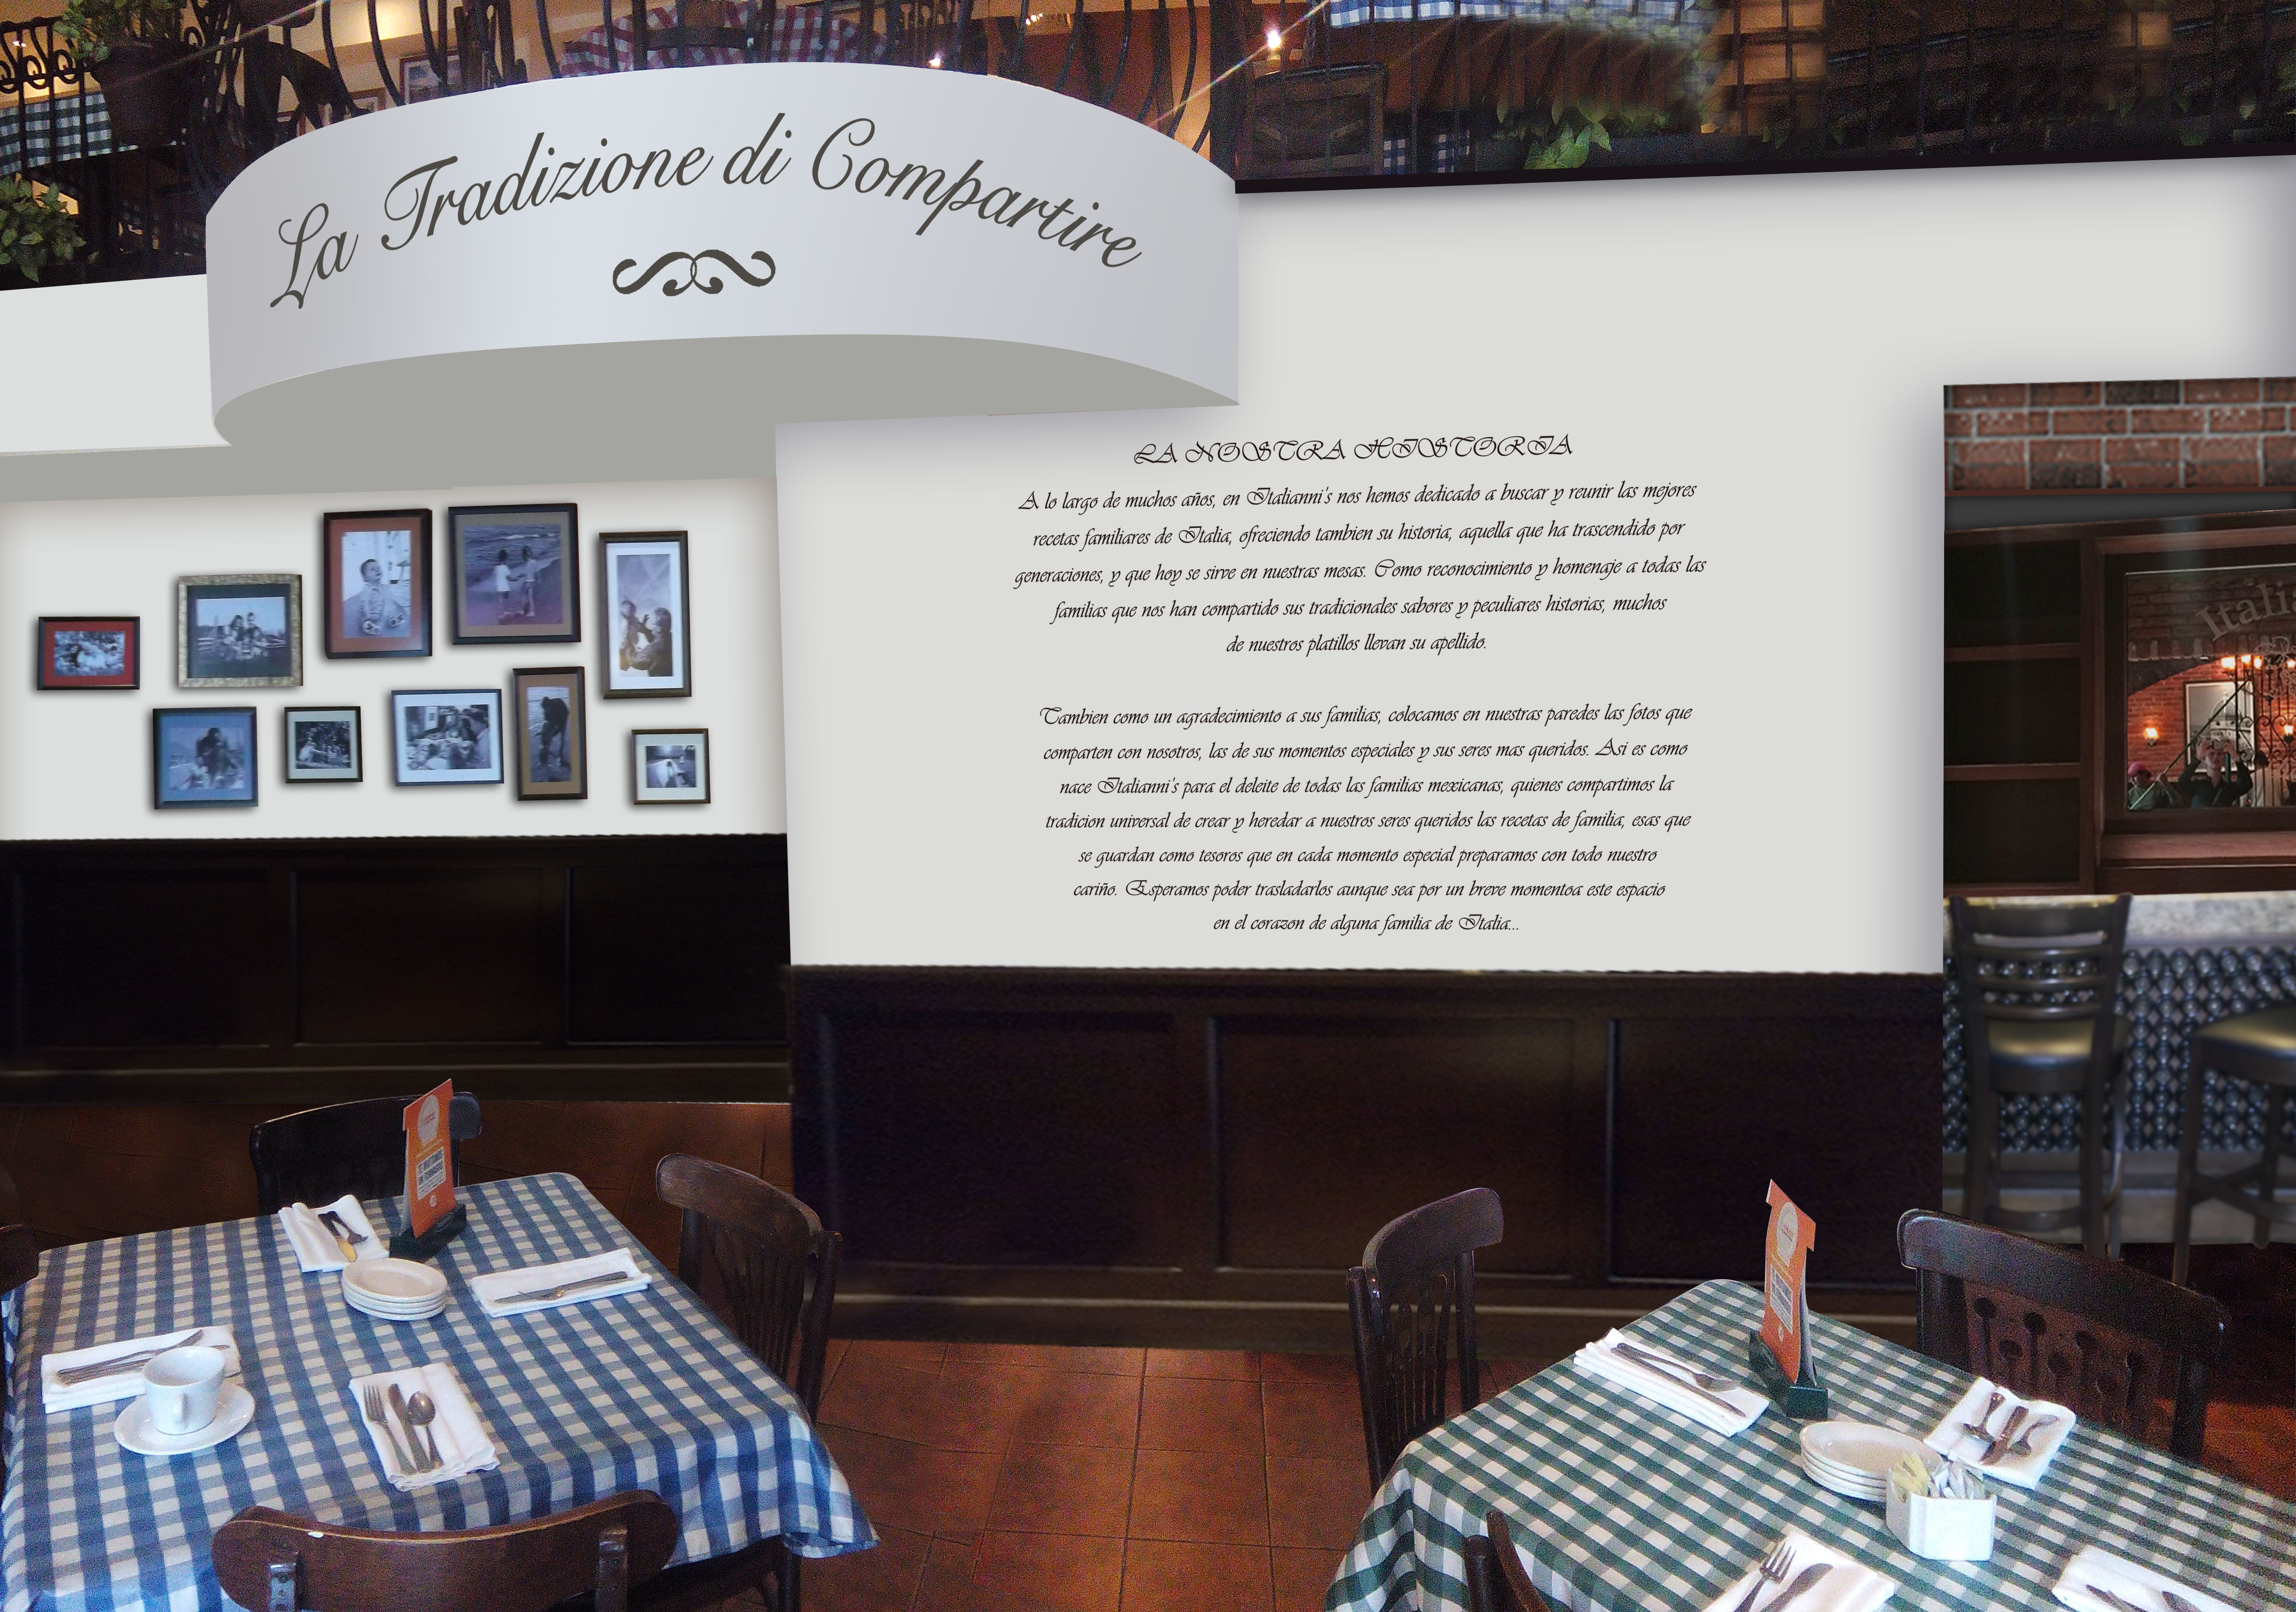 La Tradizione di Compartire
LA NOSTRA HISTORIA
A lo largo de muchos años, en Italianni's nos hemos dedicado a buscar y reunir las mejores
recetas familiares de Italia, ofreciendo tambien su historia, aquella que ha trascendido por
generaciones, y que hoy se sirve en nuestras mesas. Como reconocimiento y homenaje a todas las
familias que nos han compartido sus tradicionales sabores y peculiares historias, muchos
de nuestros platillos llevan su apellido.
Tambien como un agradecimiento a sus familias, colocamos en nuestras paredes las fotos que
comparten con nosotros, las de sus momentos especiales y sus seres mas queridos. Asi es como
nace Italianni's para el deleite de todas las familias mexicanas, quienes compartimos la
tradicion universal de crear y heredar a nuestros seres queridos las recetas de familia, esas que
se guardan como tesoros que en cada momento especial preparamos con todo nuestro
cariño. Esperamos poder trasladarlos aunque sea por un breve momentoa este espacio
en el corazon de alguna familia de Italia...
Itali